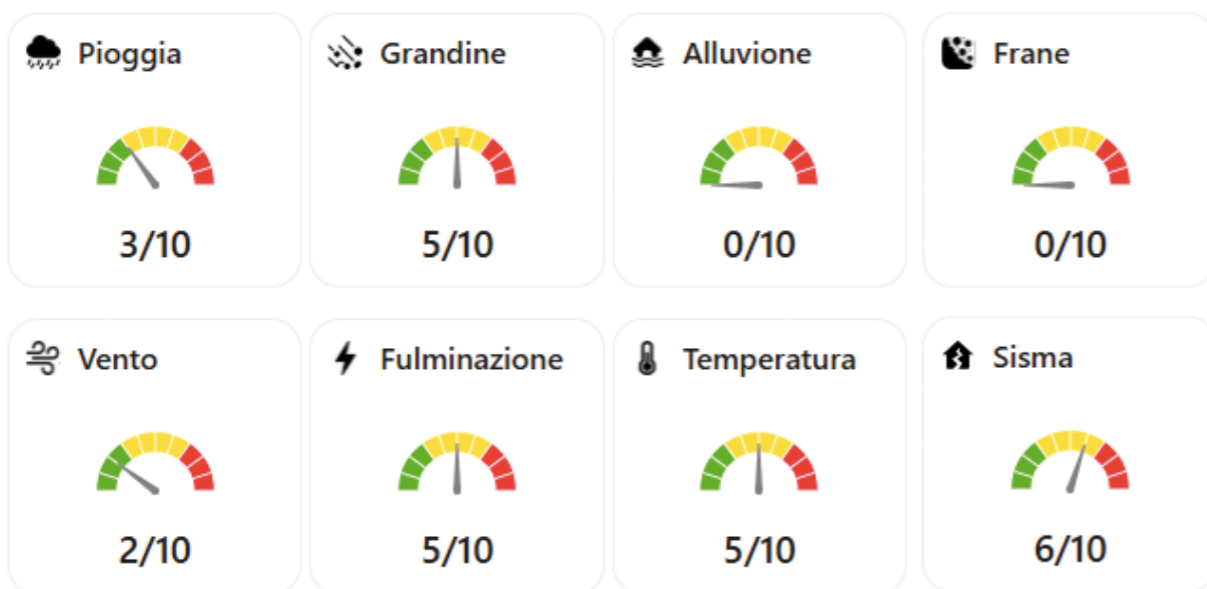 Pioggia
3/10
Grandine
5/10
Alluvione
0/10
Frane
0/10
Vento
2/10
Fulminazione
5/10
Temperatura
5/10
Sisma
6/10